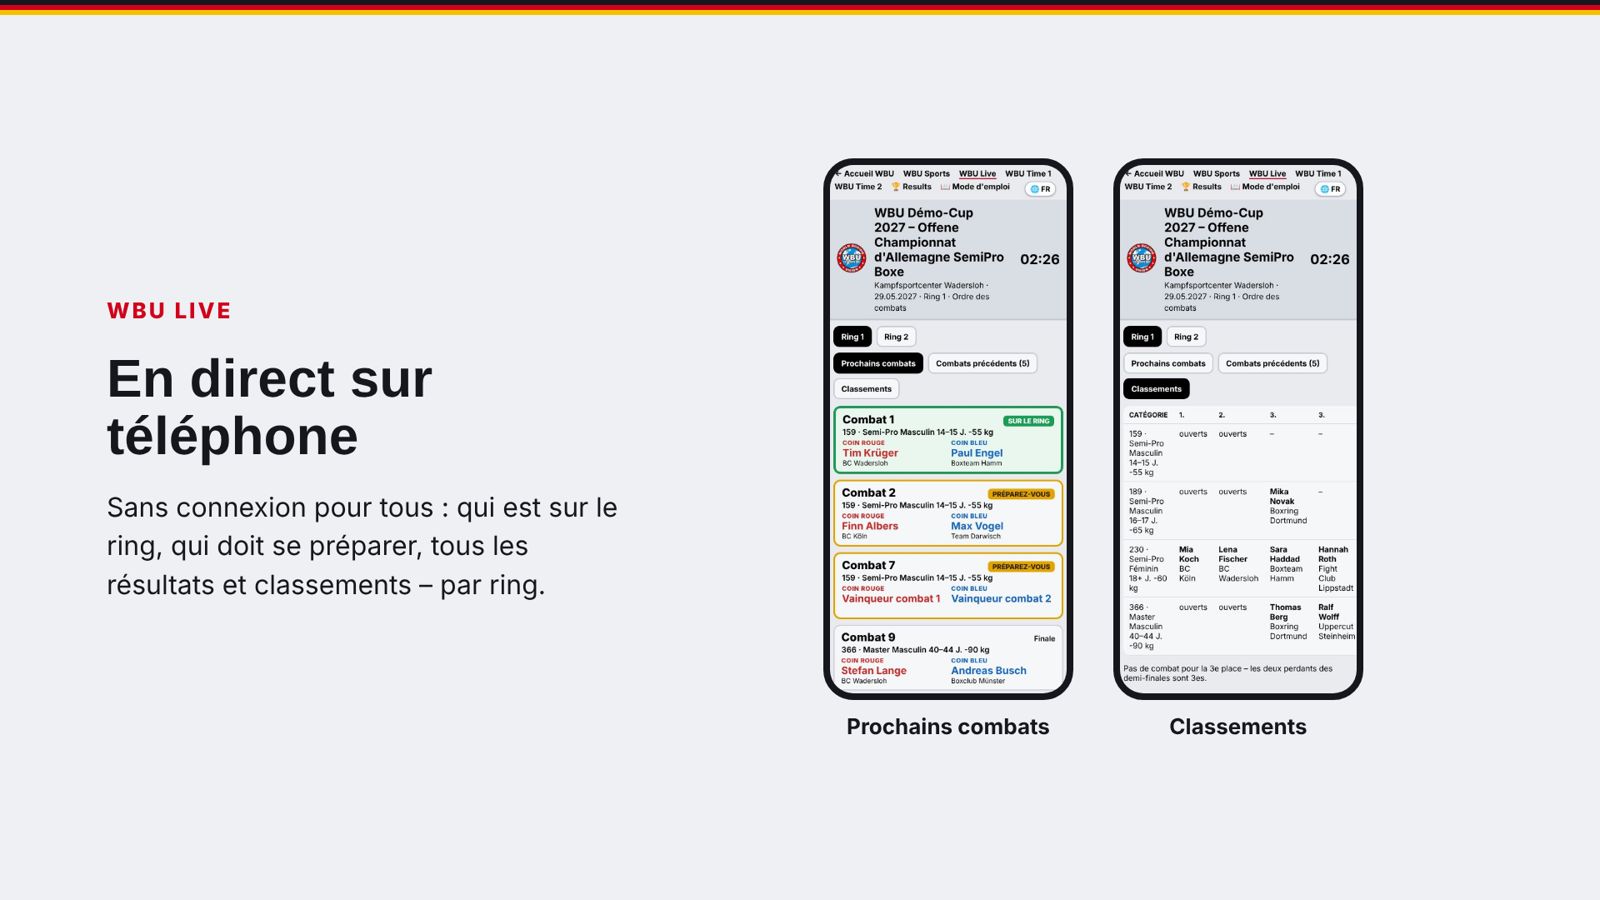 WBU LIVE
En direct sur
téléphone
Sans connexion pour tous : qui est sur le
ring, qui doit se préparer, tous les
résultats et classements – par ring.
← Accueil WBU WBU Sports WBU Live WBU Time 1
WBU Time 2 🏆 Results 📖 Mode d'emploi 🌐 FR
WBU Démo-Cup
2027 – Offene
Championnat
d'Allemagne SemiPro
Boxe
02:26
Kampfsportcenter Wadersloh ·
29.05.2027 · Ring 1 · Ordre des
combats
Ring 1 Ring 2
Prochains combats Combats précédents (5)
Classements
Combat 1 SUR LE RING
159 · Semi-Pro Masculin 14–15 J. -55 kg
COIN ROUGE COIN BLEU
Tim Krüger Paul Engel
BC Wadersloh Boxteam Hamm
Combat 2 PRÉPAREZ-VOUS
159 · Semi-Pro Masculin 14–15 J. -55 kg
COIN ROUGE COIN BLEU
Finn Albers Max Vogel
BC Köln Team Darwisch
Combat 7 PRÉPAREZ-VOUS
159 · Semi-Pro Masculin 14–15 J. -55 kg
COIN ROUGE COIN BLEU
Vainqueur combat 1 Vainqueur combat 2
Combat 9 Finale
366 · Master Masculin 40–44 J. -90 kg
COIN ROUGE COIN BLEU
Stefan Lange Andreas Busch
BC Wadersloh Boxclub Münster
Prochains combats
← Accueil WBU WBU Sports WBU Live WBU Time 1
WBU Time 2 🏆 Results 📖 Mode d'emploi 🌐 FR
WBU Démo-Cup
2027 – Offene
Championnat
d'Allemagne SemiPro
Boxe
02:26
Kampfsportcenter Wadersloh ·
29.05.2027 · Ring 1 · Ordre des
combats
Ring 1 Ring 2
Prochains combats Combats précédents (5)
Classements
CATÉGORIE 1. 2. 3. 3.
159 · ouverts ouverts – –
Semi-Pro
Masculin
14–15 J.
-55 kg
189 · ouverts ouverts Mika –
Semi-Pro Novak
Masculin Boxring
16–17 J. Dortmund
-65 kg
230 · Mia Lena Sara Hannah
Semi-Pro Koch Fischer Haddad Roth
Féminin BC BC Boxteam Fight
18+ J. -60 Köln Wadersloh Hamm Club
kg Lippstadt
366 · ouverts ouverts Thomas Ralf
Master Berg Wolff
Masculin Boxring Uppercut
40–44 J. Dortmund Steinheim
-90 kg
Pas de combat pour la 3e place – les deux perdants des
demi-finales sont 3es.
Classements